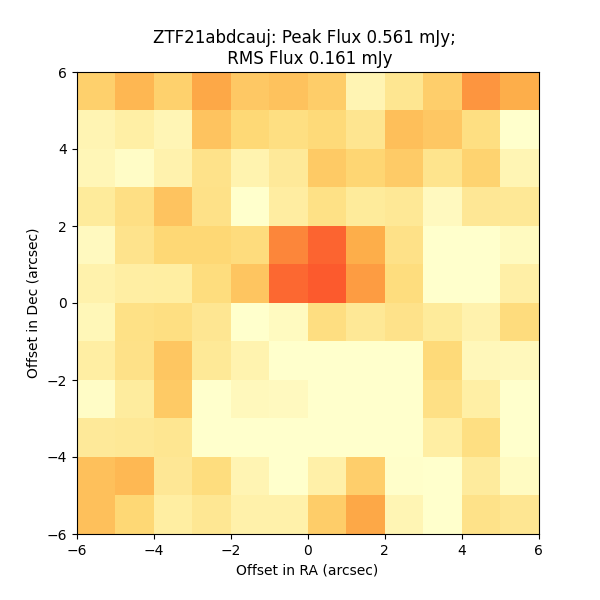 ZTF21abdcauj: Peak Flux 0.561 mJy;
RMS Flux 0.161 mJy
6
4
2
0
−2
−4
−6
Offset in Dec (arcsec)
−6 −4 −2 0 2 4 6
Offset in RA (arcsec)